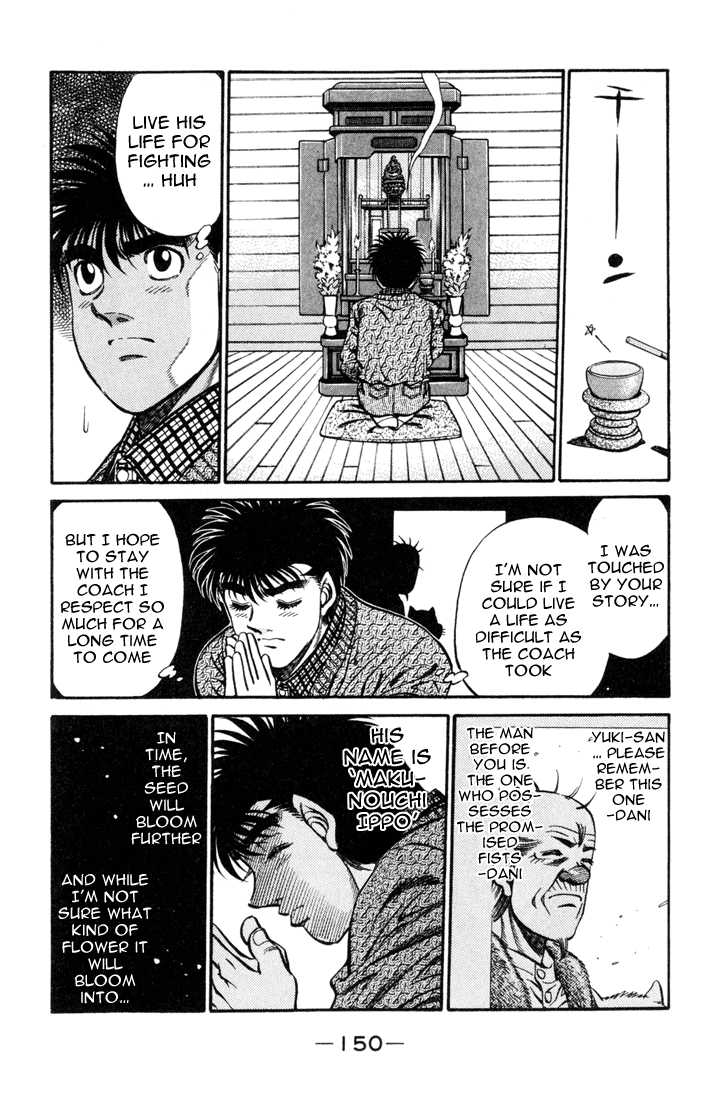 チーン
LIVE HIS
LIFE FOR
FIGHTING
... HUH
I WAS
TOUCHED
BY YOUR
STORY...
I'M NOT
SURE IF I
COULD LIVE
A LIFE AS
DIFFICULT AS
THE COACH
TOOK
BUT I HOPE
TO STAY
WITH THE
COACH I
RESPECT SO
MUCH FOR A
LONG TIME
TO COME
YUKI-SAN
... PLEASE
REMEM-
BER THIS
ONE
-DANI
THE MAN
BEFORE
YOU IS
THE ONE
WHO POS-
SESSES
THE PROM-
ISED
FISTS
-DANI
HIS
NAME IS
'MAKU-
NOUCHI
IPPO'
IN
TIME,
THE
SEED
WILL
BLOOM
FURTHER
AND WHILE
I'M NOT
SURE WHAT
KIND OF
FLOWER IT
WILL
BLOOM
INTO...
—150—